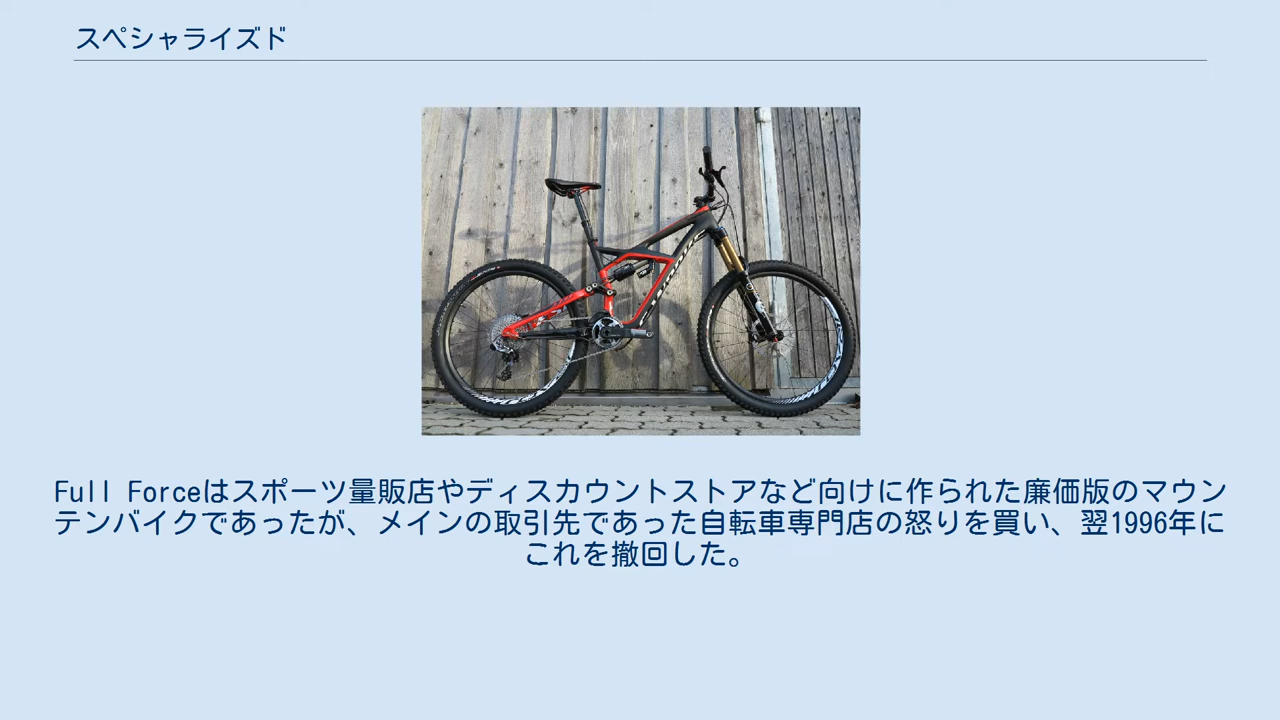 スペシャライズド
Full Forceはスポーツ量販店やディスカウントストアなど向けに作られた廉価版のマウン
テンバイクであったが、メインの取引先であった自転車専門店の怒りを買い、翌1996年に
これを撤回した。